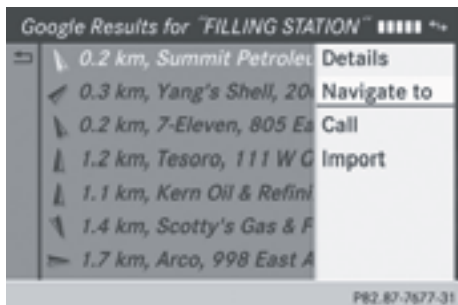 Google Results for "FILLING STATION"
0.2 km, Summit Petroleu
0.3 km, Yang's Shell, 20
0.2 km, 7-Eleven, 805 Ea
1.2 km, Tesoro, 111 W C
1.1 km, Kern Oil & Refini
1.4 km, Scotty's Gas & F
1.7 km, Arco, 998 East A
Details
Navigate to
Call
Import
P82.87-7677-31